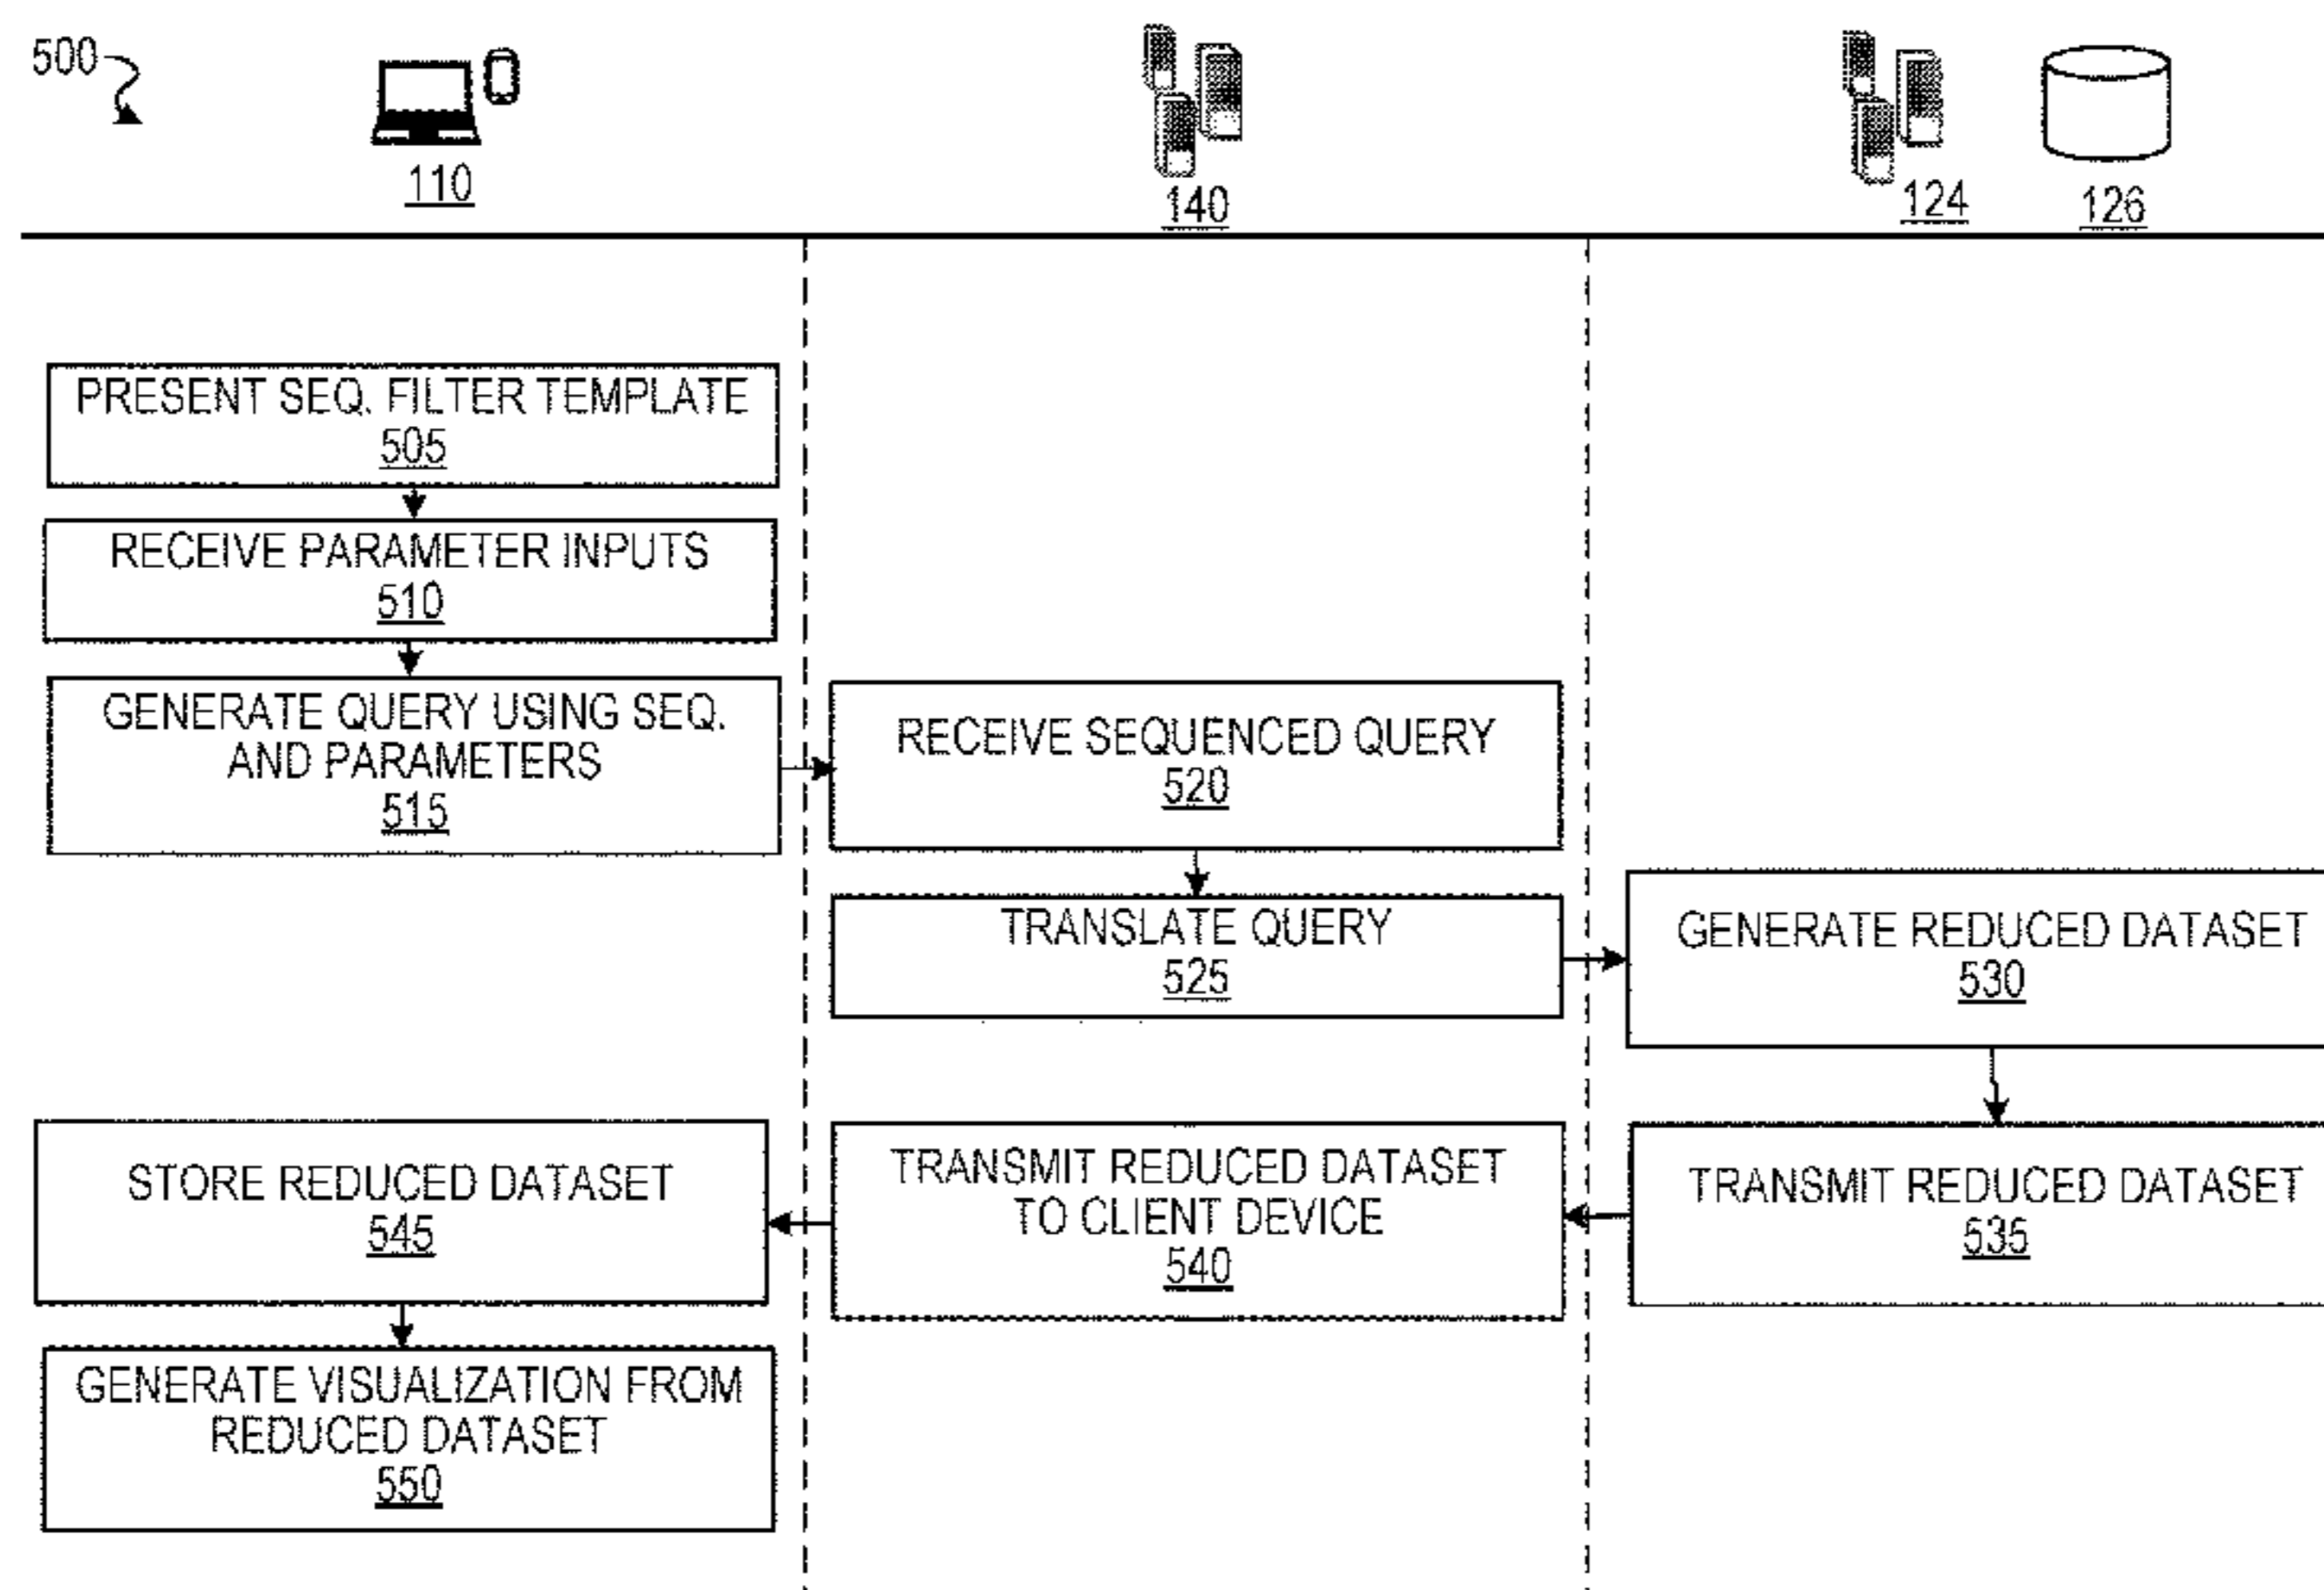 500
110
140
124
126
PRESENT SEQ. FILTER TEMPLATE
505
RECEIVE PARAMETER INPUTS
510
GENERATE QUERY USING SEQ.
AND PARAMETERS
515
RECEIVE SEQUENCED QUERY
520
TRANSLATE QUERY
525
GENERATE REDUCED DATASET
530
TRANSMIT REDUCED DATASET
535
TRANSMIT REDUCED DATASET
TO CLIENT DEVICE
540
STORE REDUCED DATASET
545
GENERATE VISUALIZATION FROM
REDUCED DATASET
550